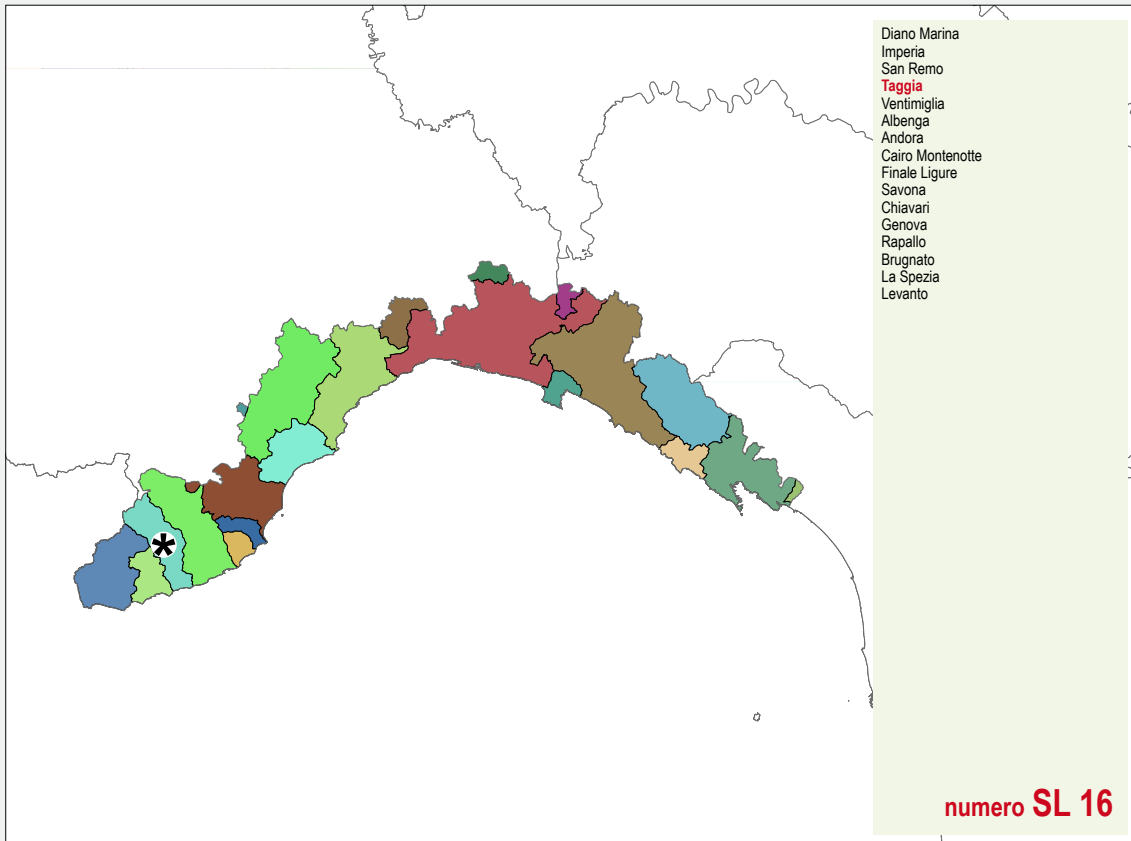 Diano Marina
Imperia
San Remo
Taggia
Ventimiglia
Albenga
Andora
Cairo Montenotte
Finale Ligure
Savona
Chiavari
Genova
Rapallo
Brugnato
La Spezia
Levanto
numero SL 16